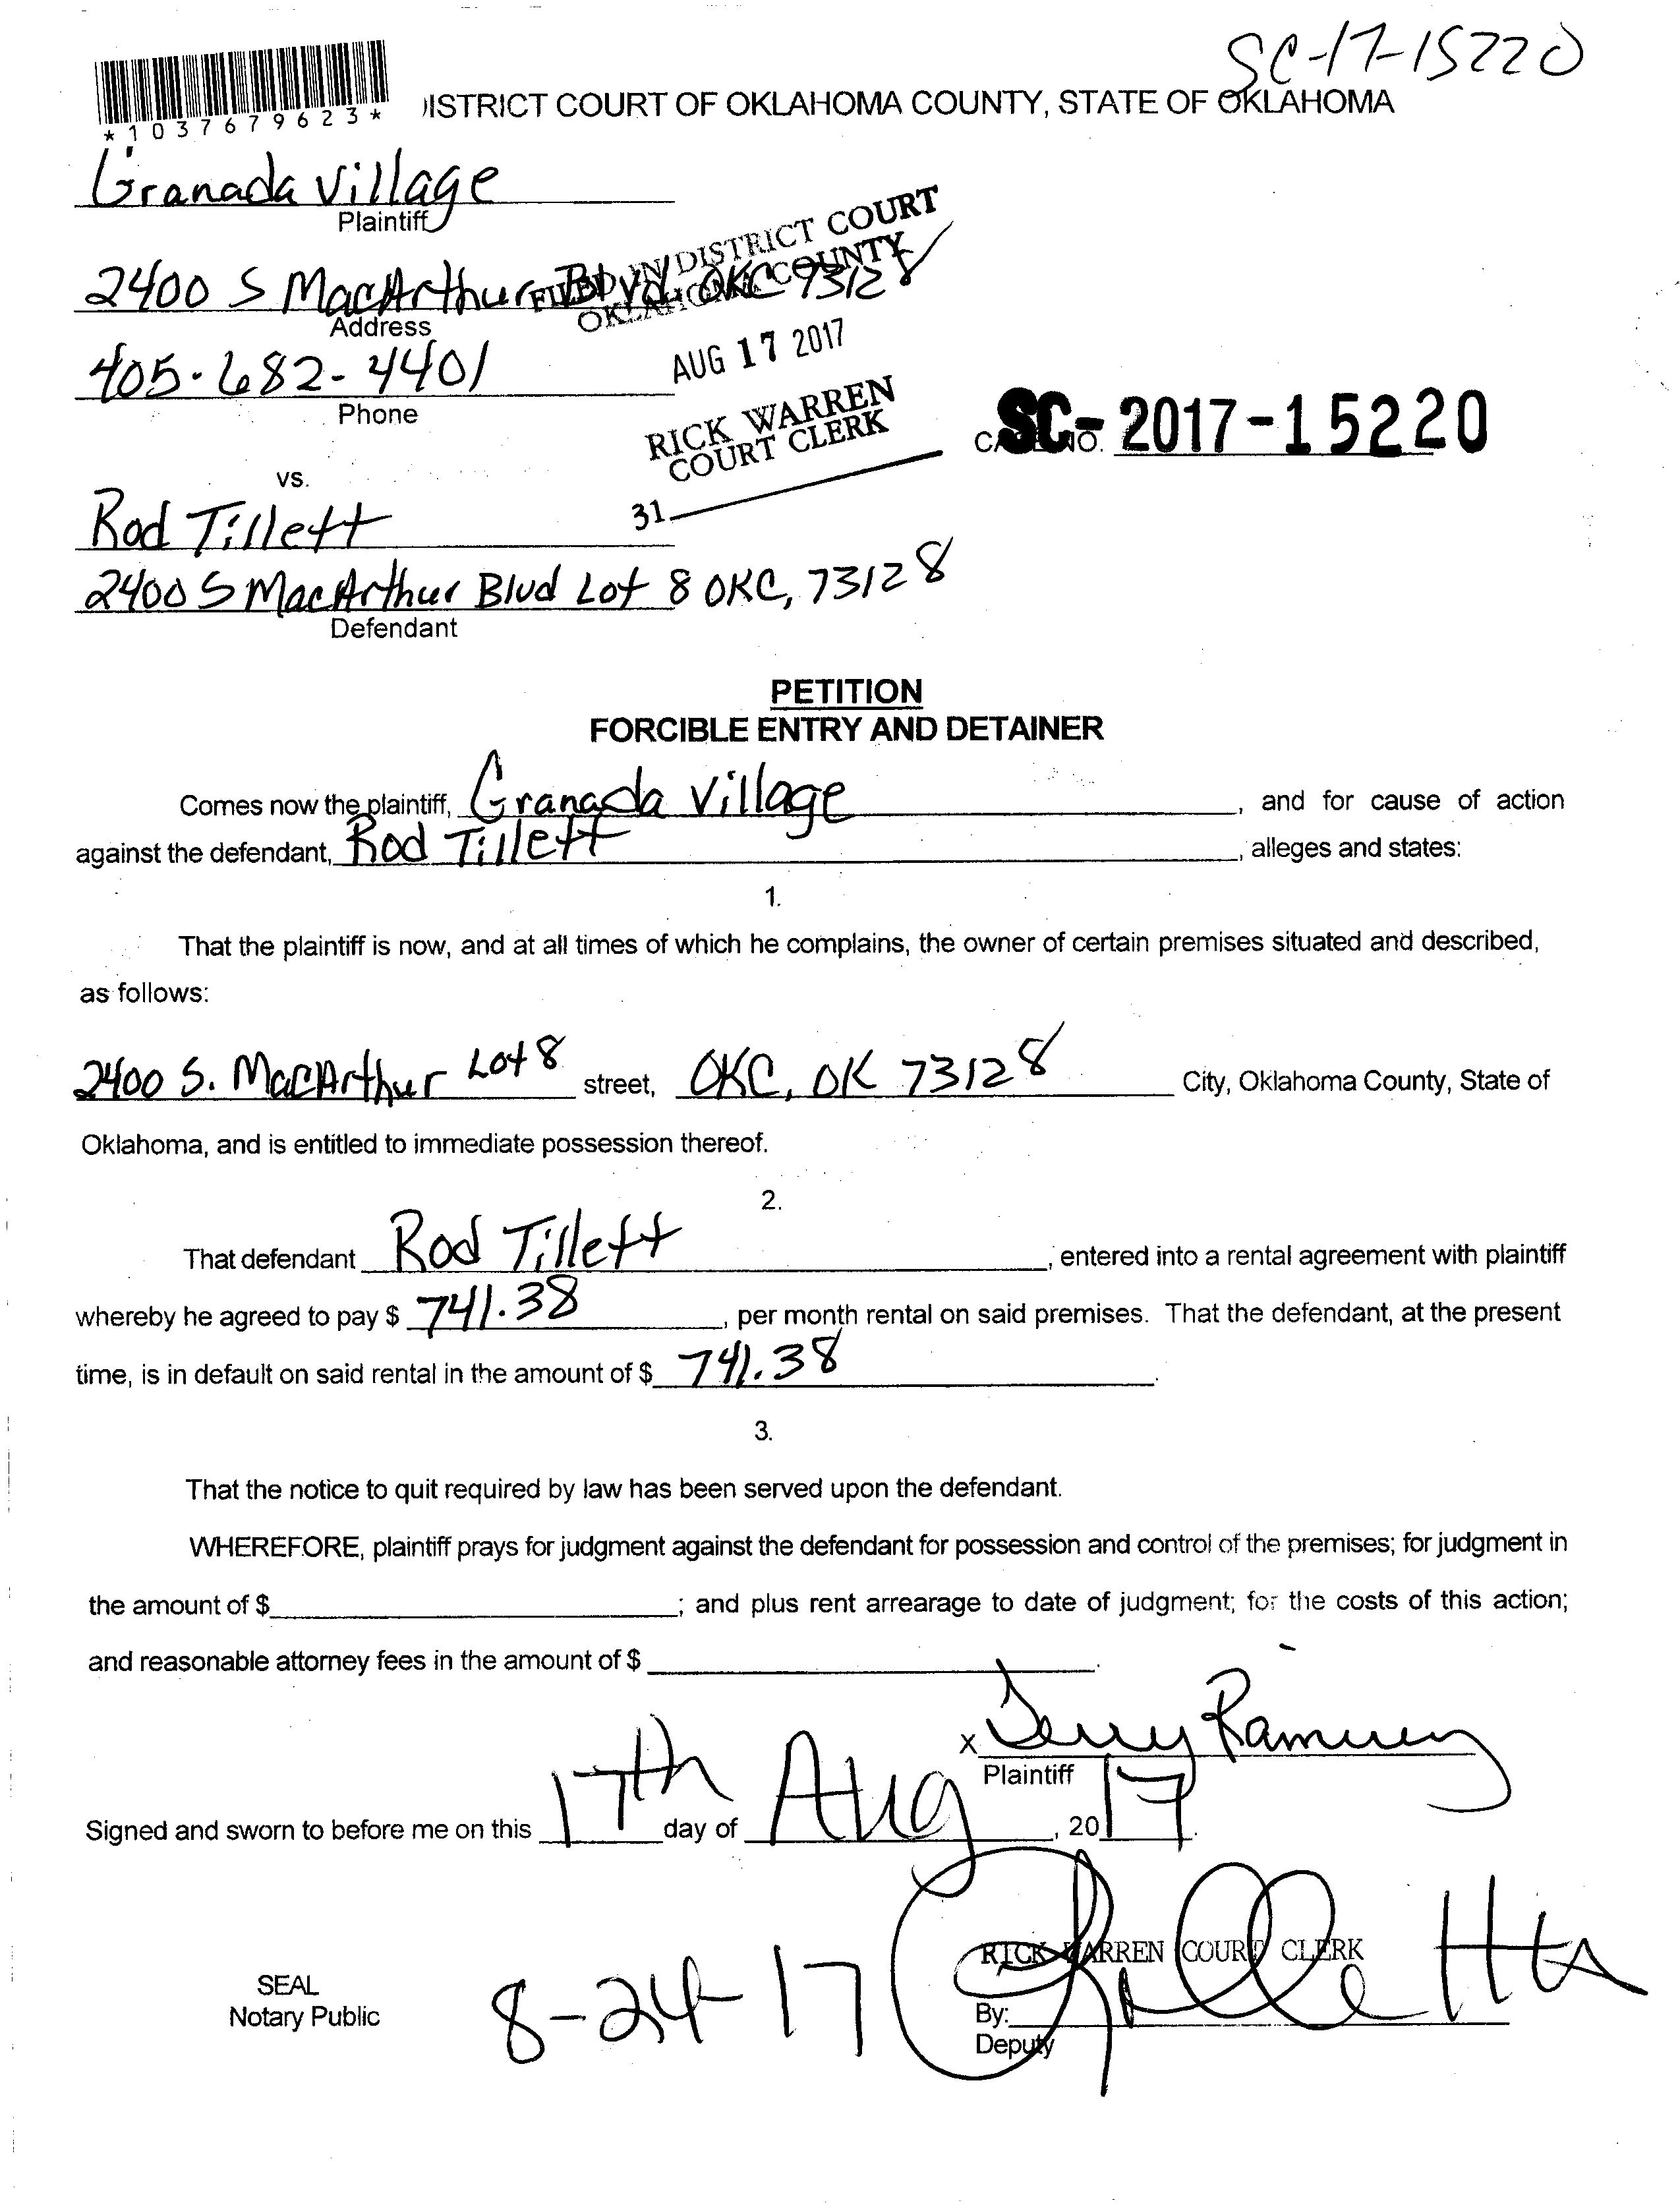 SC-17-15220
*1037679623*
ISTRICT COURT OF OKLAHOMA COUNTY, STATE OF OKLAHOMA
Granada Village
Plaintiff
FILED IN DISTRICT COURT
OKLAHOMA COUNTY
2400 S MacArthur Blvd. OKC 73128
Address
AUG 17 2017
405-682-4401
Phone
RICK WARREN
COURT CLERK
CASE NO. SC-2017-15220
vs.
31
Rod Tillett
2400 S MacArthur Blvd Lot 8 OKC, 73128
Defendant
PETITION
FORCIBLE ENTRY AND DETAINER
Comes now the plaintiff, Granada Village, and for cause of action
against the defendant, Rod Tillett, alleges and states:
1.
That the plaintiff is now, and at all times of which he complains, the owner of certain premises situated and described,
as follows:
2400 S. MacArthur Lot 8 street, OKC, OK 73128 City, Oklahoma County, State of
Oklahoma, and is entitled to immediate possession thereof.
2.
That defendant Rod Tillett, entered into a rental agreement with plaintiff
whereby he agreed to pay $ 741.38, per month rental on said premises. That the defendant, at the present
time, is in default on said rental in the amount of $ 741.38.
3.
That the notice to quit required by law has been served upon the defendant.
WHEREFORE, plaintiff prays for judgment against the defendant for possession and control of the premises; for judgment in
the amount of $; and plus rent arrearage to date of judgment; for the costs of this action;
and reasonable attorney fees in the amount of $.
x
Plaintiff
Signed and sworn to before me on this 17th day of Aug, 2017.
RICK WARREN COURT CLERK
SEAL
Notary Public
8-24-17
By:
Deputy